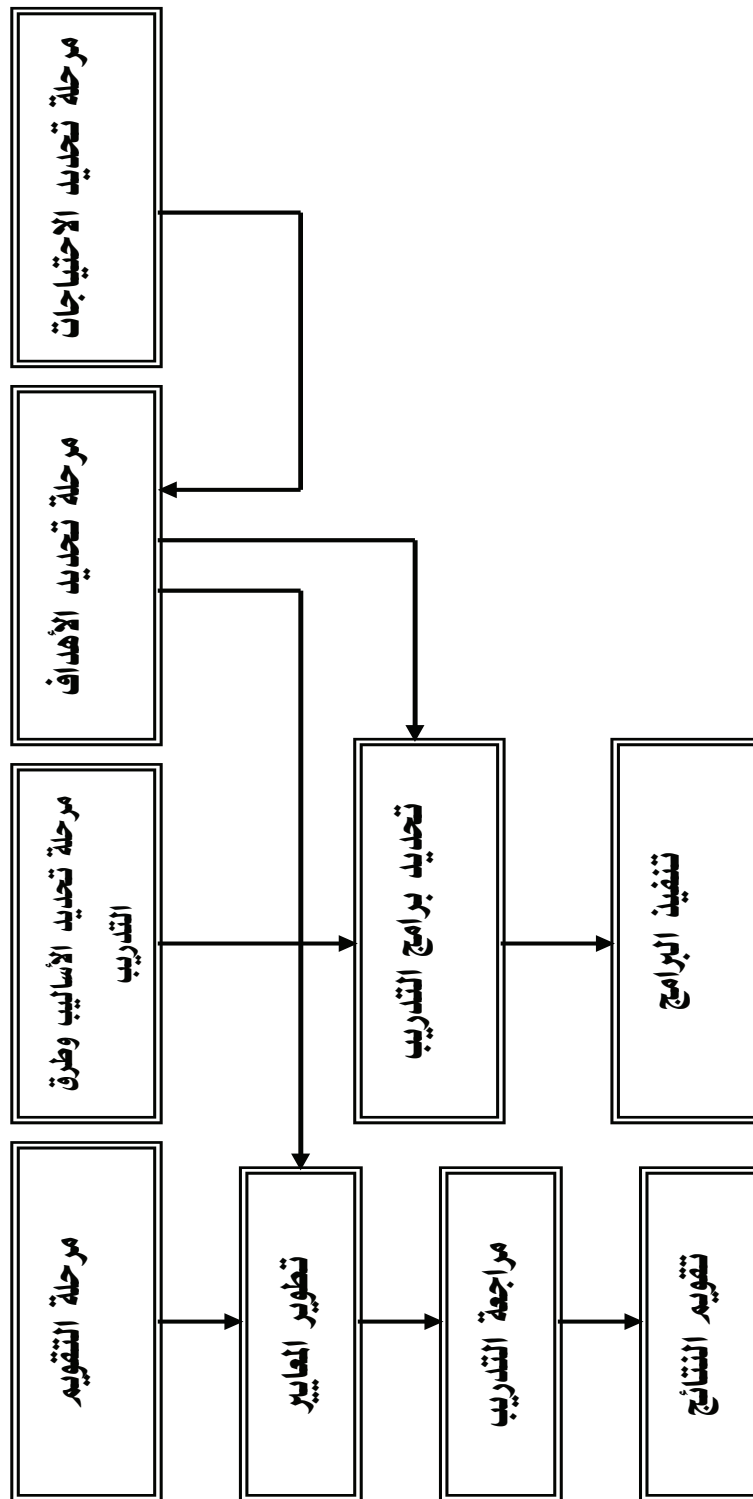 مرحلة تحديد الاحتياجات
مرحلة تحديد الأهداف
مرحلة تحديد الأساليب وطرق
التدريب
تحديد برامج التدريب
تنفيذ البرامج
مرحلة التقويم
تطوير المعايير
مراجعة التدريب
تقويم النتائج